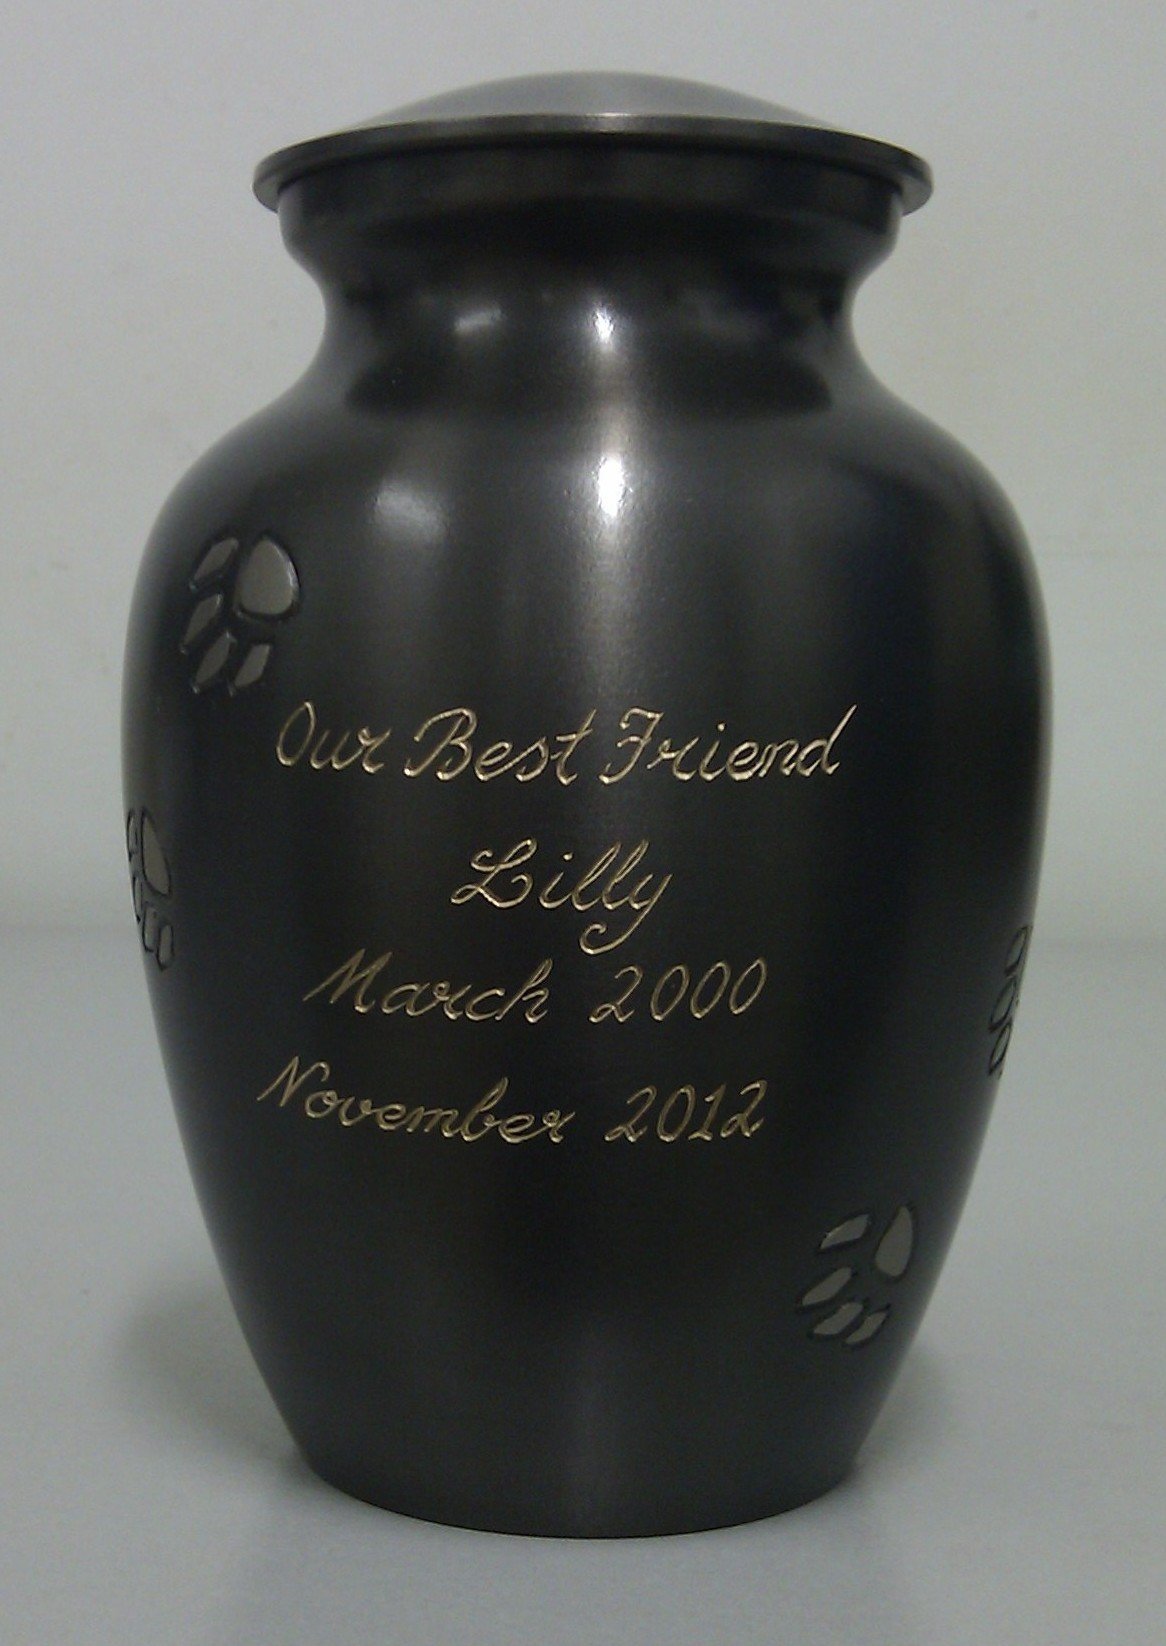 Our Best Friend
Lilly
March 2000
November 2012